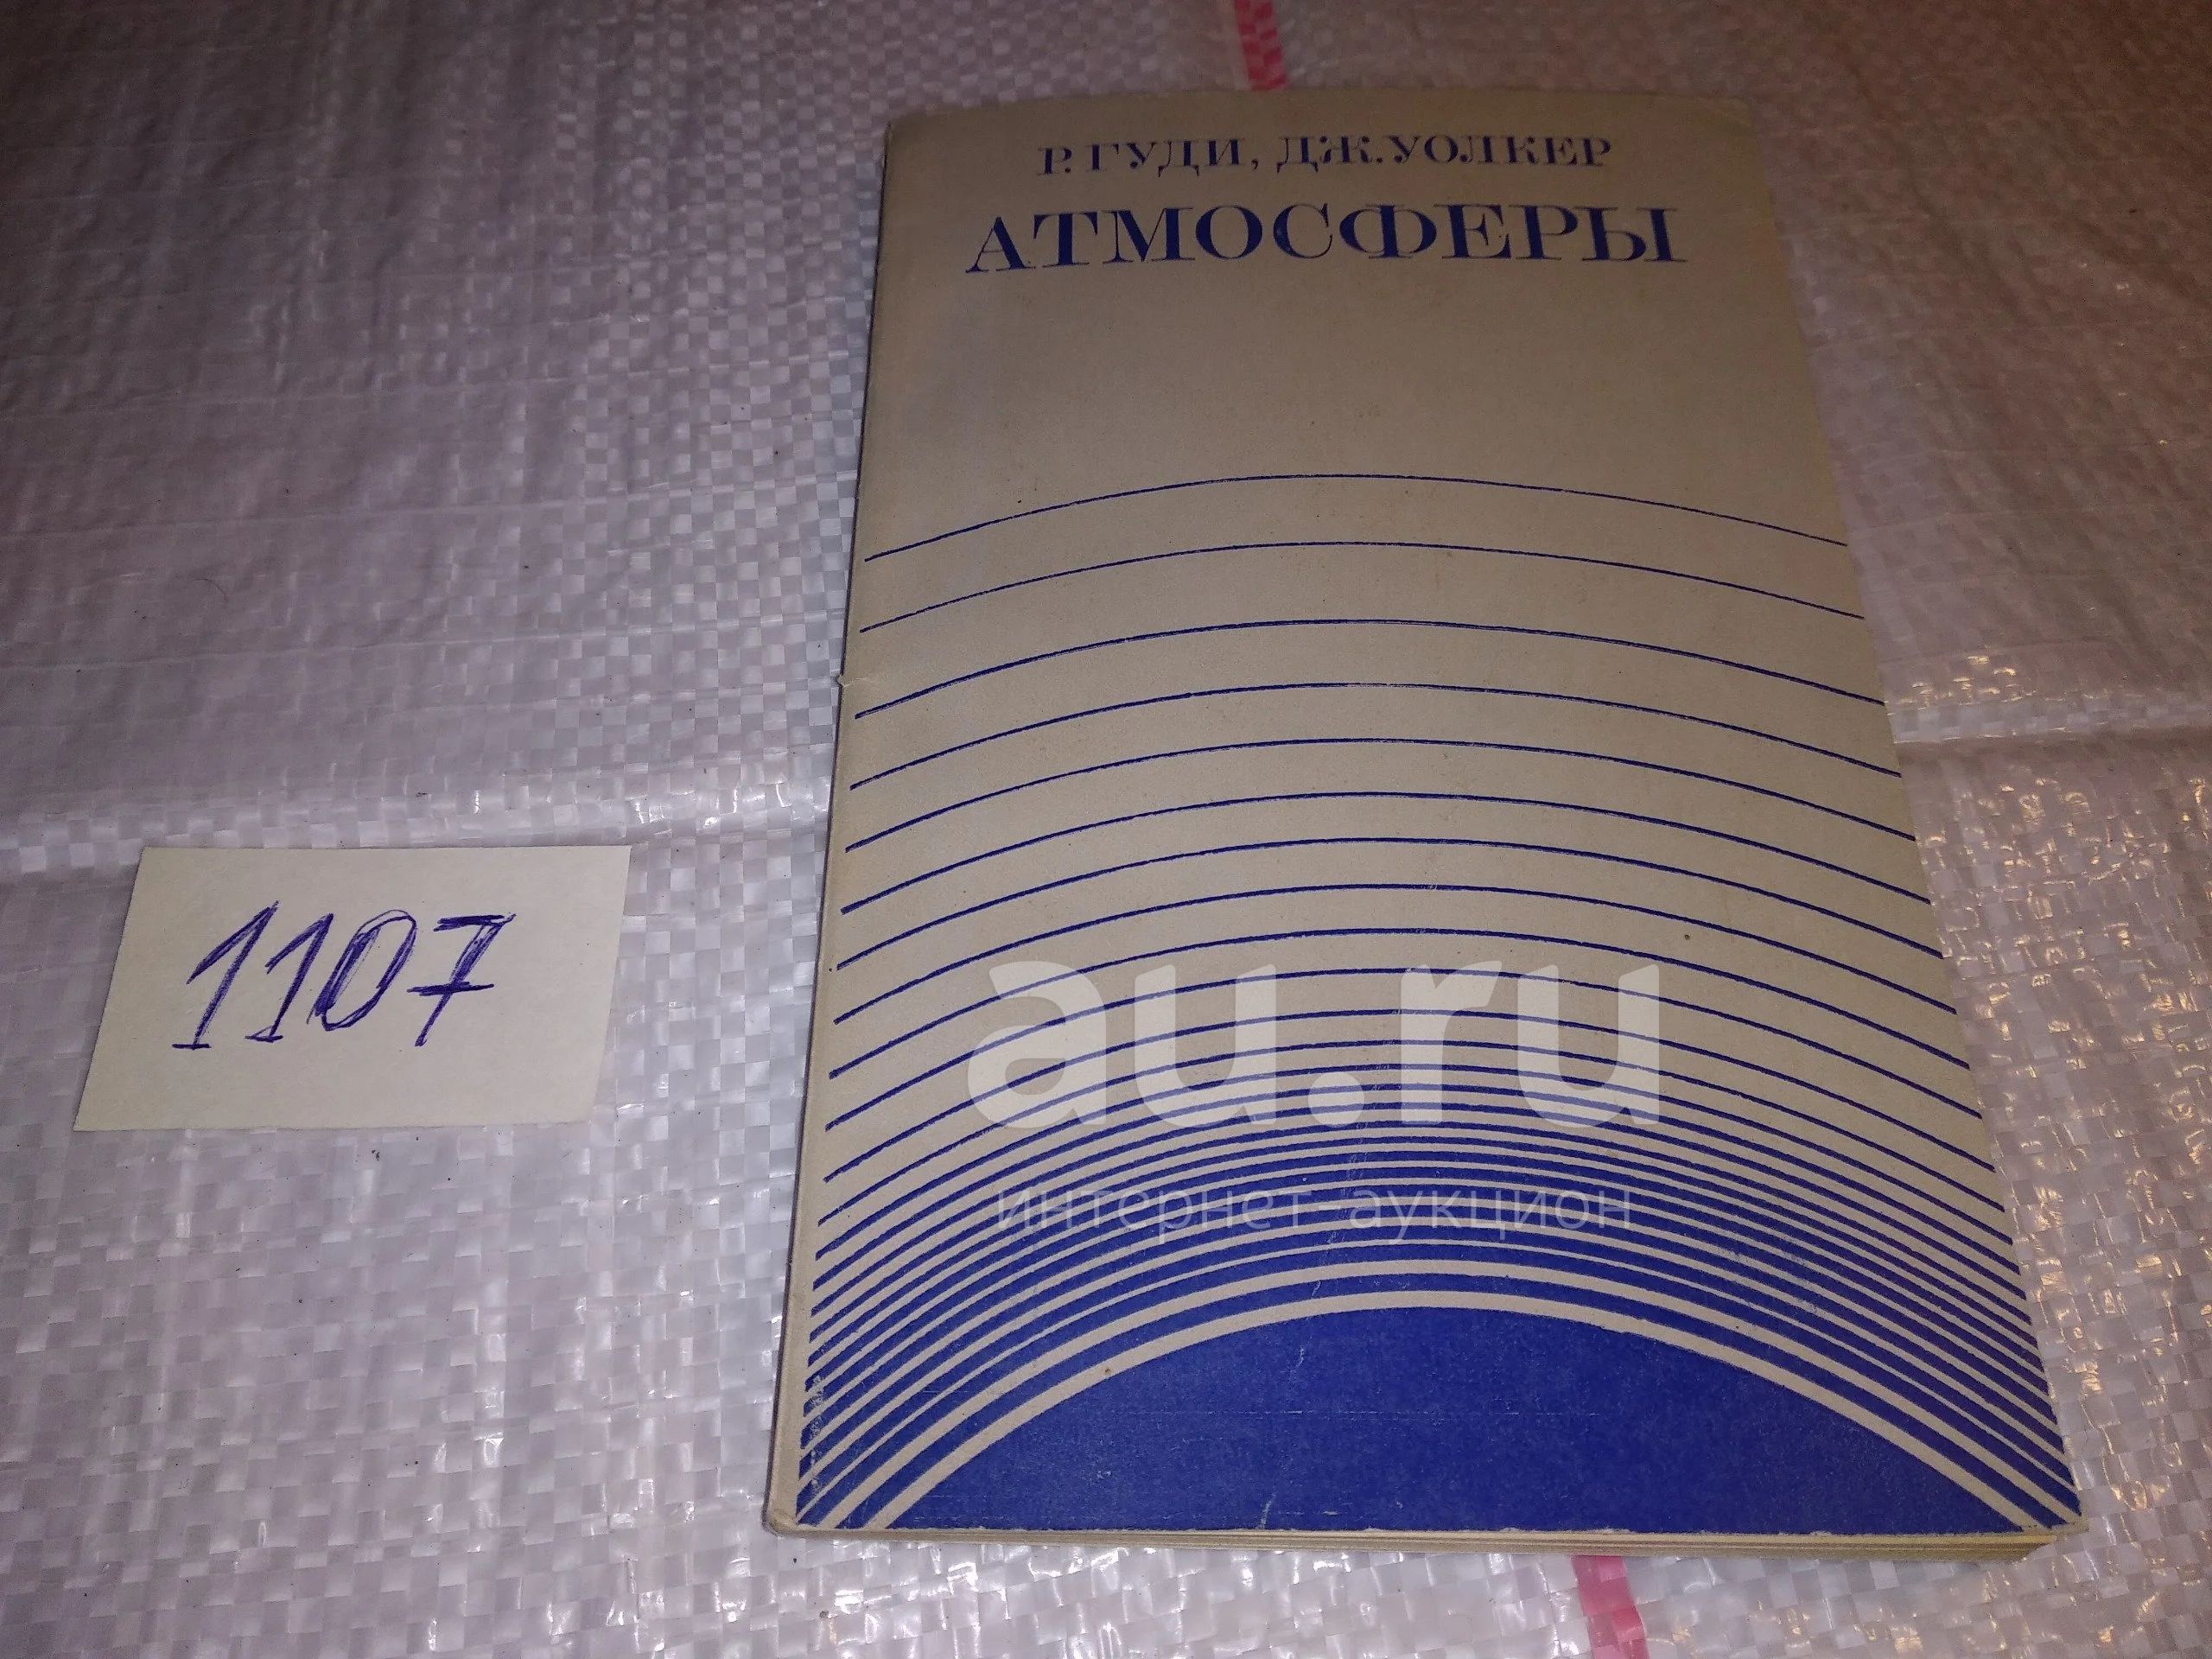 Р. ГУДИ, ДЖ. УОЛКЕР
АТМОСФЕРЫ
1107
au.ru
интернет-аукцион